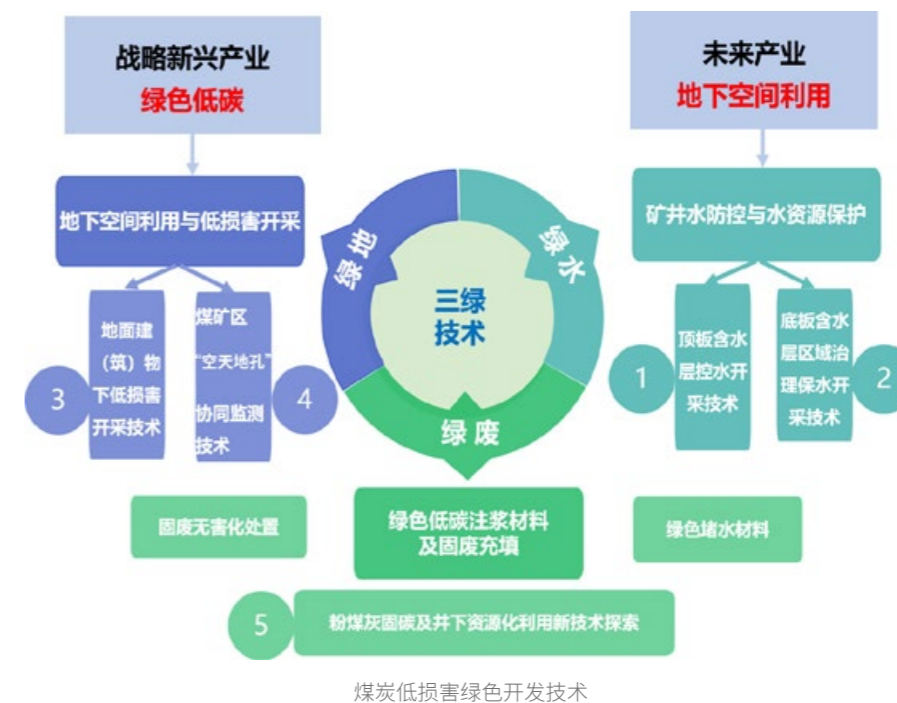 战略新兴产业
绿色低碳
未来产业
地下空间利用
地下空间利用与低损害开采
矿井水防控与水资源保护
绿地
绿水
三绿
技术
绿废
3
地面建
（筑）物
下低损害
开采技术
煤矿区
“空天地孔”
协同监测
技术
4
1
顶板含水
层控水开
采技术
底板含水
层区域治
理保水开
采技术
2
固废无害化处置
绿色低碳注浆材料
及固废充填
绿色堵水材料
5
粉煤灰固碳及井下资源化利用新技术探索
煤炭低损害绿色开发技术